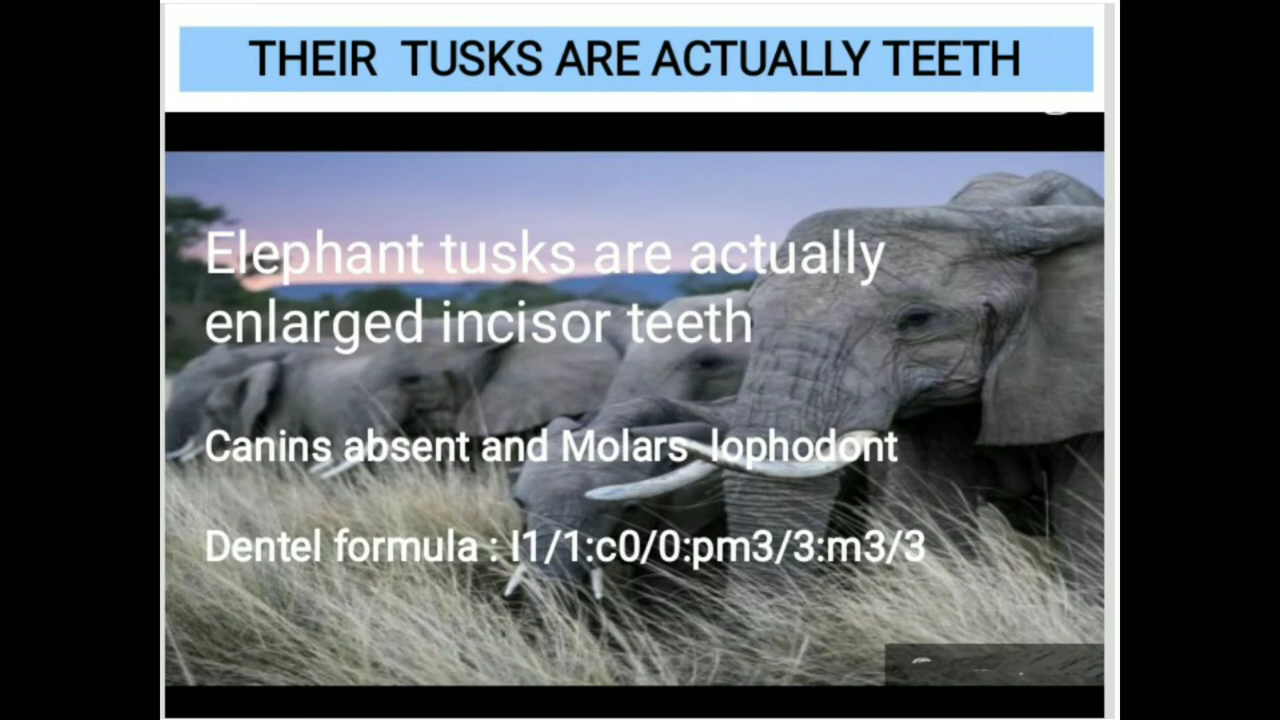 THEIR TUSKS ARE ACTUALLY TEETH
Elephant tusks are actually
enlarged incisor teeth
Canins absent and Molars lophodont
Dentel formula : I1/1:c0/0:pm3/3:m3/3